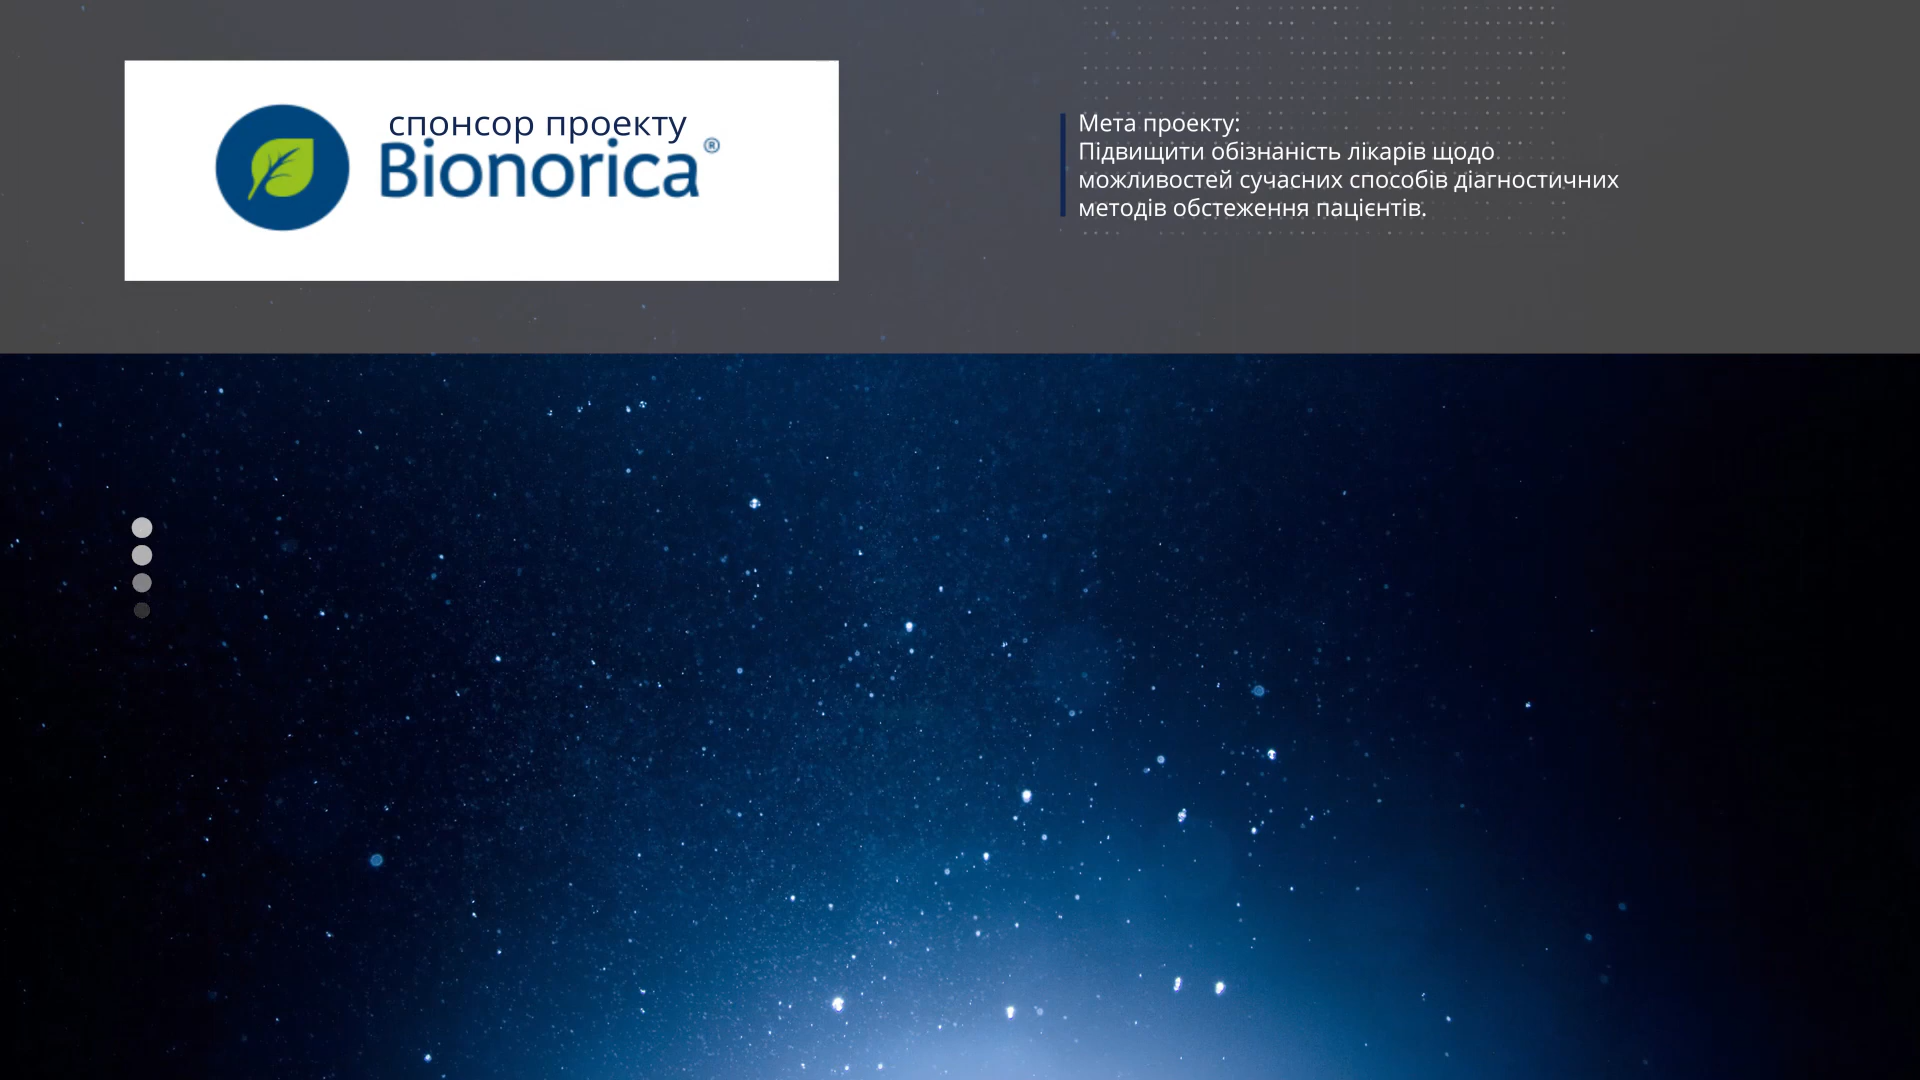 спонсор проекту
Bionorica®
Мета проекту:
Підвищити обізнаність лікарів щодо
можливостей сучасних способів діагностичних
методів обстеження пацієнтів.